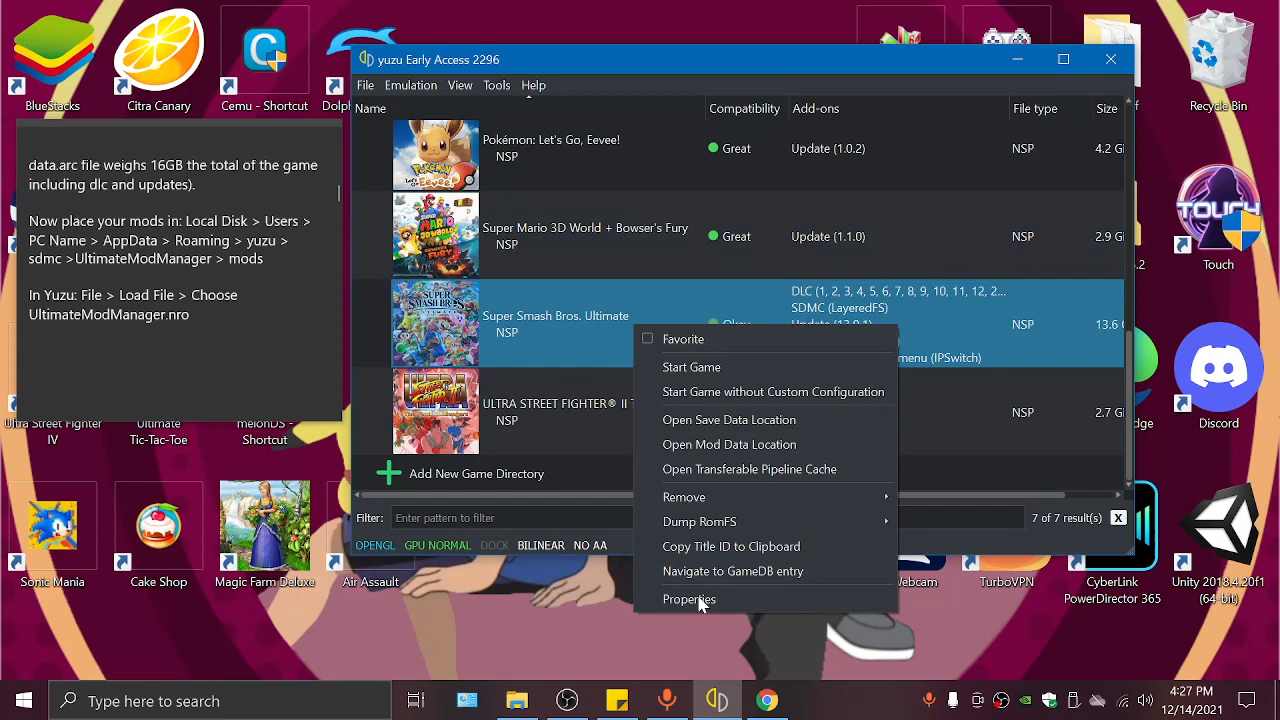 BlueStacks
Citra Canary
Cemu - Shortcut
Recycle Bin
data.arc file weighs 16GB the total of the game
including dlc and updates).
Now place your mods in: Local Disk > Users >
PC Name > AppData > Roaming > yuzu >
sdmc >UltimateModManager > mods
In Yuzu: File > Load File > Choose
UltimateModManager.nro
yuzu Early Access 2296
File Emulation View Tools Help
Name Compatibility Add-ons File type Size
Pokémon: Let's Go, Eevee!
NSP
Great Update (1.0.2) NSP 4.2 G
Super Mario 3D World + Bowser's Fury
NSP
Great Update (1.1.0) NSP 2.9 G
Super Smash Bros. Ultimate
NSP
DLC (1, 2, 3, 4, 5, 6, 7, 8, 9, 10, 11, 12, 2...
SDMC (LayeredFS)
NSP 13.6
menu (IPSwitch)
ULTRA STREET FIGHTER® II
NSP
NSP 2.7
Add New Game Directory
Filter: Enter pattern to filter 7 of 7 result(s) X
OPENGL GPU NORMAL DOCK BILINEAR NO AA
Favorite
Start Game
Start Game without Custom Configuration
Open Save Data Location
Open Mod Data Location
Open Transferable Pipeline Cache
Remove
Dump RomFS
Copy Title ID to Clipboard
Navigate to GameDB entry
Properties
TOUCH
Touch
Discord
Ultra Street Fighter
IV
Ultimate
Tic-Tac-Toe
melonDS -
Shortcut
Sonic Mania
Cake Shop
Magic Farm Deluxe
Air Assault
TurboVPN
CyberLink
PowerDirector 365
Unity 2018.4.20f1
(64-bit)
Type here to search
4:27 PM
12/14/2021